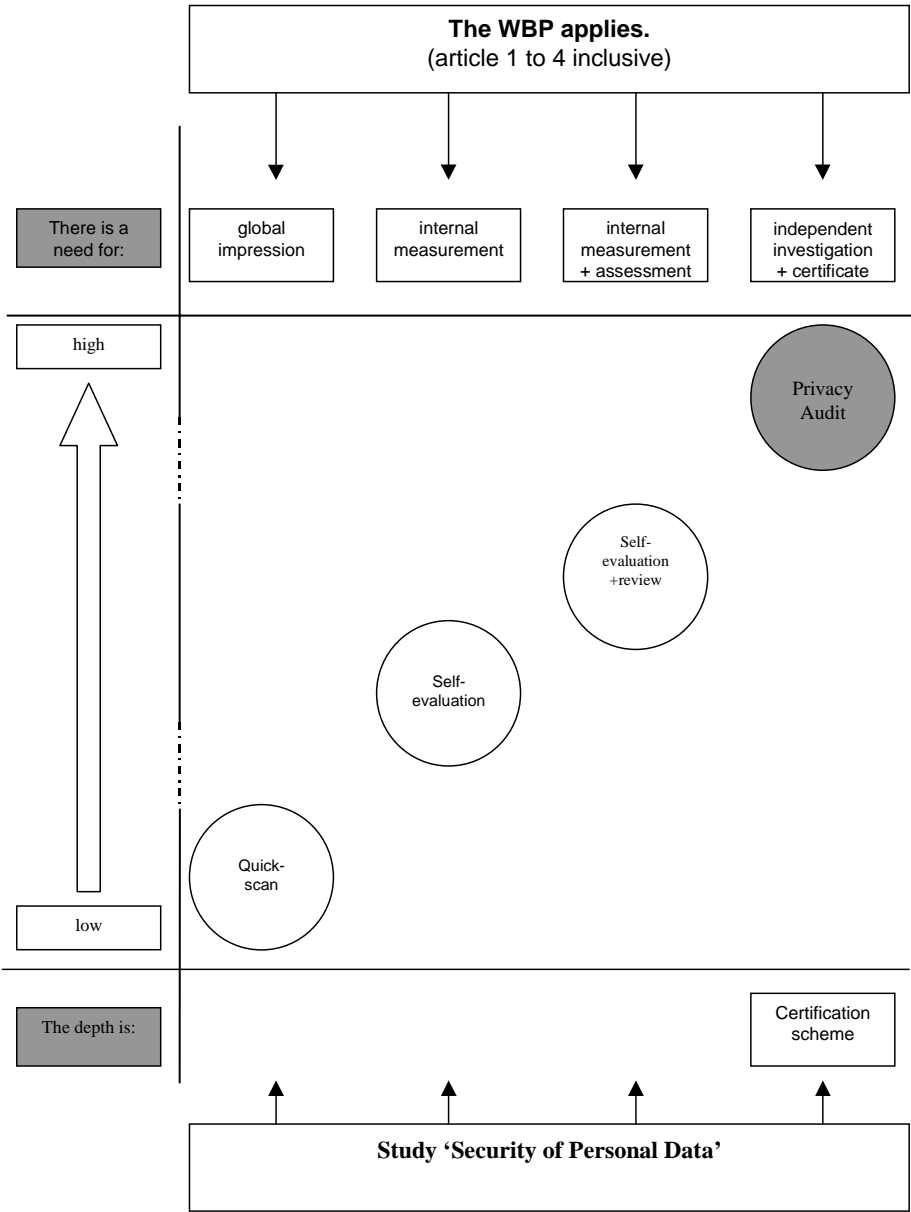 The WBP applies.
(article 1 to 4 inclusive)
There is a
need for:
global
impression
internal
measurement
internal
measurement
+ assessment
independent
investigation
+ certificate
high
Privacy
Audit
Self-
evaluation
+review
Self-
evaluation
Quick-
scan
low
The depth is:
Certification
scheme
Study ‘Security of Personal Data’